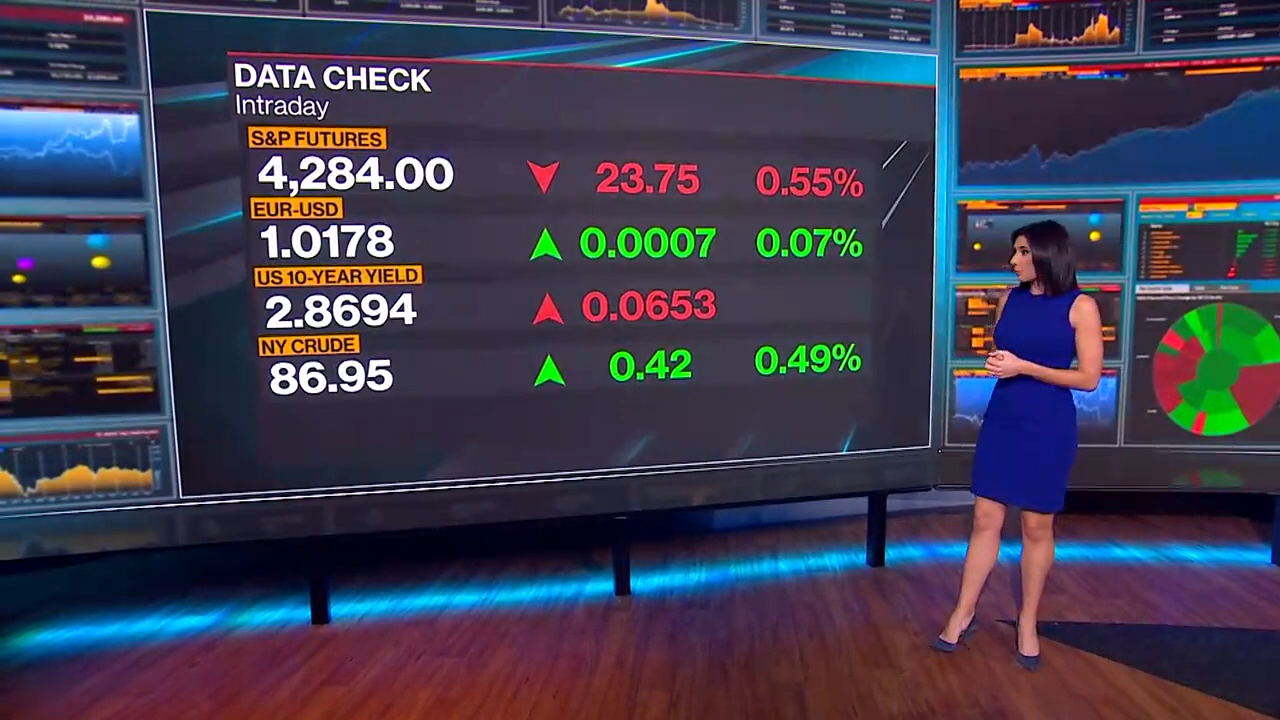 DATA CHECK
Intraday
S&P FUTURES
4,284.00 ▼ 23.75 0.55%
EUR-USD
1.0178 ▲ 0.0007 0.07%
US 10-YEAR YIELD
2.8694 ▲ 0.0653
NY CRUDE
86.95 ▲ 0.42 0.49%